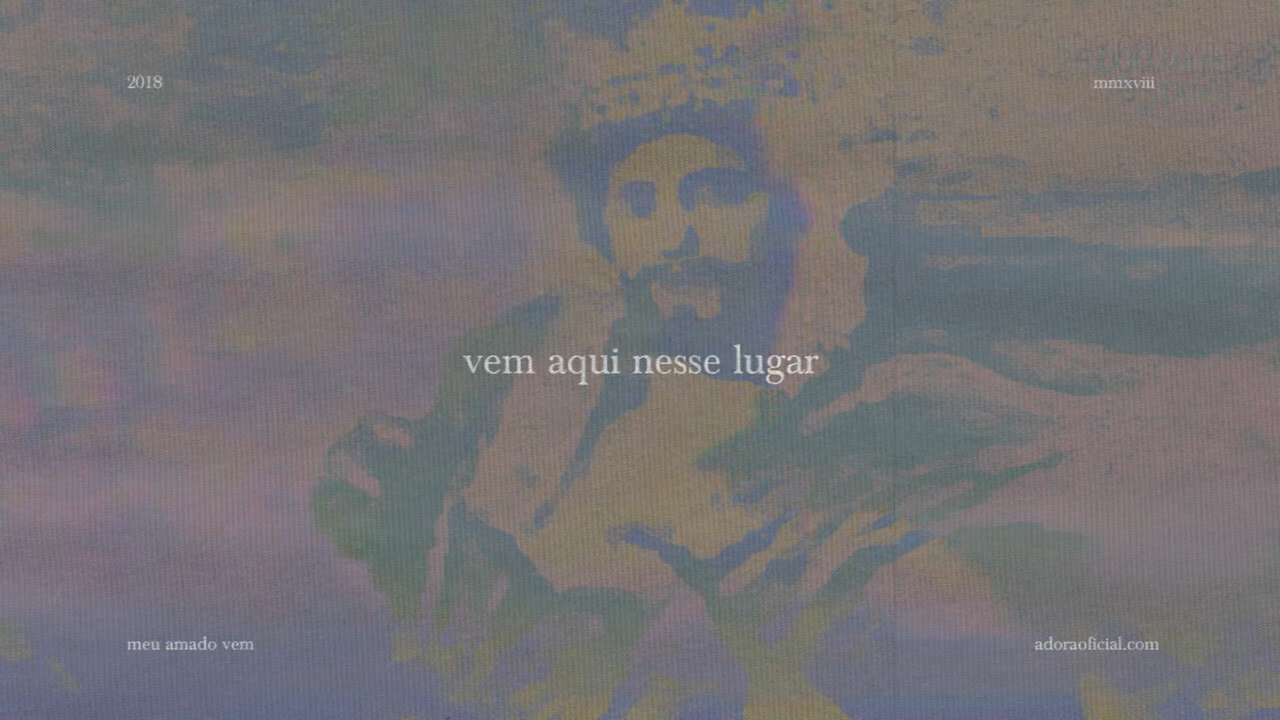 2018
mmxviii
vem aqui nesse lugar
meu amado vem
adoraoficial.com